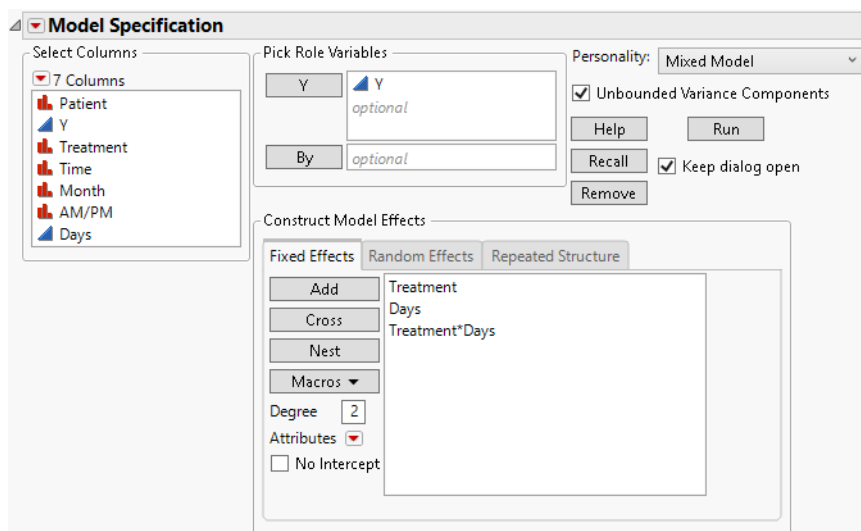 Model Specification
Select Columns
7 Columns
Patient
Y
Treatment
Time
Month
AM/PM
Days
Pick Role Variables
Y
Y
optional
By
optional
Personality:
Mixed Model
Unbounded Variance Components
Help
Run
Recall
Keep dialog open
Remove
Construct Model Effects
Fixed Effects
Random Effects
Repeated Structure
Add
Cross
Nest
Macros
Degree
2
Attributes
No Intercept
Treatment
Days
Treatment*Days